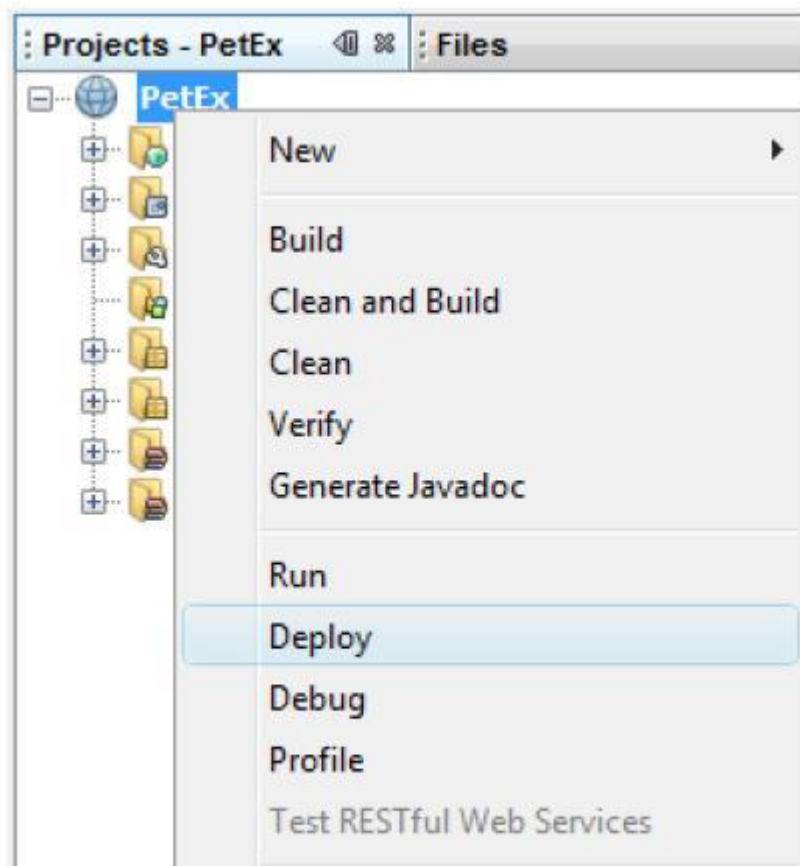 Projects - PetEx Files
PetEx
New
Build
Clean and Build
Clean
Verify
Generate Javadoc
Run
Deploy
Debug
Profile
Test RESTful Web Services